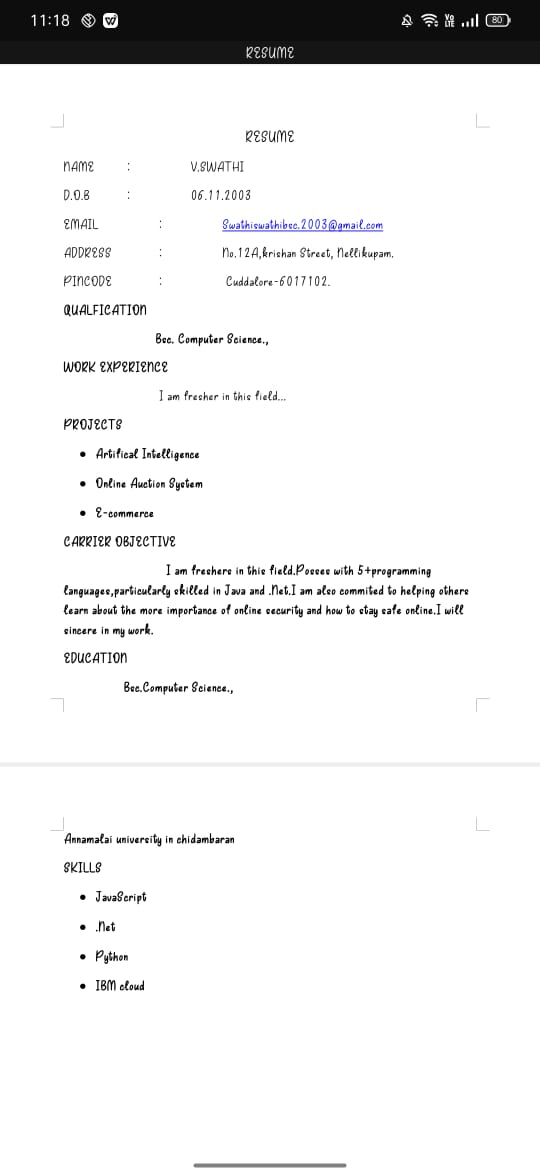 11:18
Vo
LTE
80
RESUME
RESUME
NAME : V.SWATHI
D.O.B : 06.11.2003
EMAIL : Swathiswathibsc.2003@gmail.com
ADDRESS : No.12A,krishan Street, Nellikupam.
PINCODE : Cuddalore-6017102.
QUALFICATION
Bsc. Computer Science.,
WORK EXPERIENCE
I am fresher in this field...
PROJECTS
• Artifical Intelligence
• Online Auction System
• E-commerce
CARRIER OBJECTIVE
I am freshers in this field.Posses with 5+programming
languages,particularly skilled in Java and .Net.I am also commited to helping others
learn about the more importance of online security and how to stay safe online.I will
sincere in my work.
EDUCATION
Bsc.Computer Science.,
Annamalai university in chidambaran
SKILLS
• JavaScript
• .Net
• Python
• IBM cloud